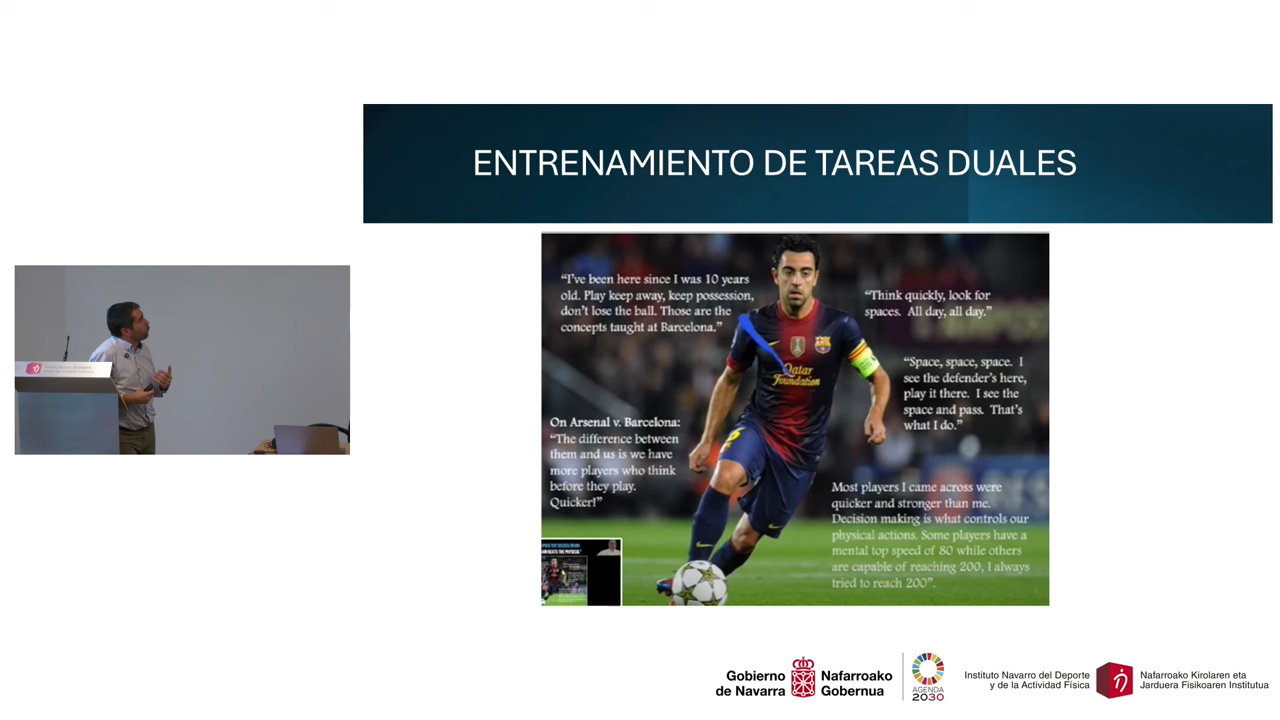 ENTRENAMIENTO DE TAREAS DUALES
“I’ve been here since I was 10 years
old. Play keep away, keep possession,
don’t lose the ball. Those are the
concepts taught at Barcelona.”
“Think quickly, look for
spaces. All day, all day.”
“Space, space, space. I
see the defender’s here,
play it there. I see the
space and pass. That’s
what I do.”
Qatar
Foundation
On Arsenal v. Barcelona:
“The difference between
them and us is we have
more players who think
before they play.
Quicker!”
Most players I came across were
quicker and stronger than me.
Decision making is what controls our
physical actions. Some players have a
mental top speed of 80 while others
are capable of reaching 200, I always
tried to reach 200”.
Gobierno
de Navarra
Nafarroako
Gobernua
AGENDA
2030
Instituto Navarro del Deporte
y de la Actividad Física
Nafarroako Kirolaren eta
Jarduera Fisikoaren Institutua